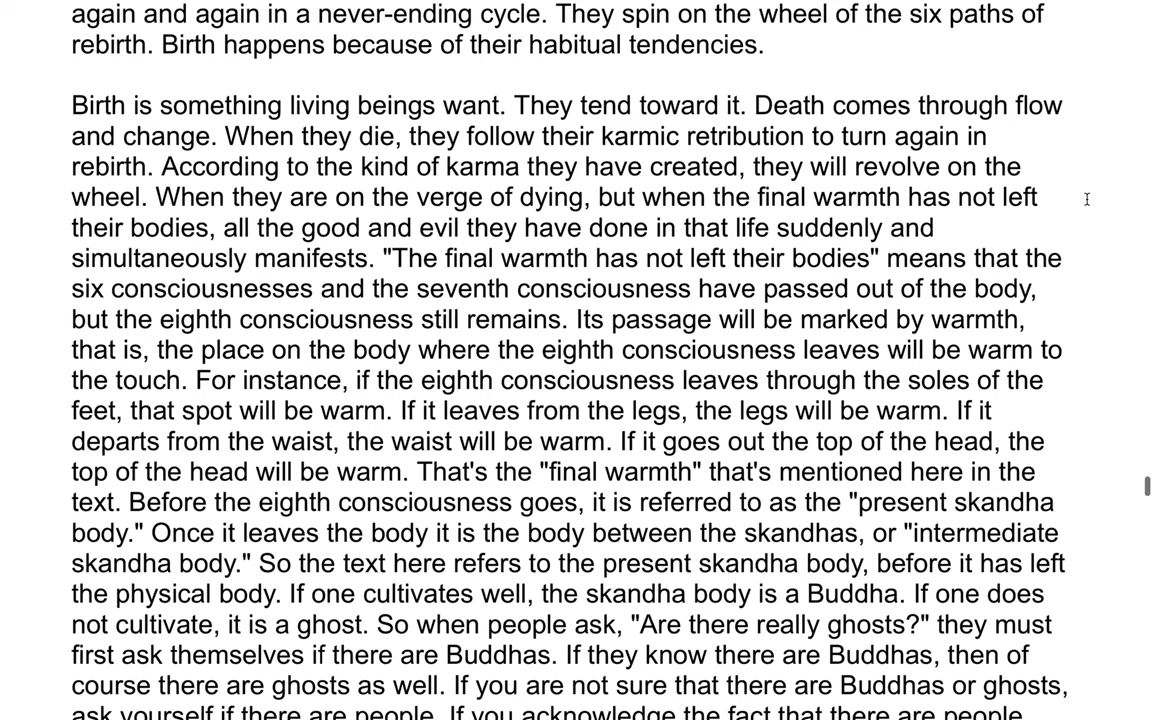 again and again in a never-ending cycle. They spin on the wheel of the six paths of
rebirth. Birth happens because of their habitual tendencies.
Birth is something living beings want. They tend toward it. Death comes through flow
and change. When they die, they follow their karmic retribution to turn again in
rebirth. According to the kind of karma they have created, they will revolve on the
wheel. When they are on the verge of dying, but when the final warmth has not left
their bodies, all the good and evil they have done in that life suddenly and
simultaneously manifests. "The final warmth has not left their bodies" means that the
six consciousnesses and the seventh consciousness have passed out of the body,
but the eighth consciousness still remains. Its passage will be marked by warmth,
that is, the place on the body where the eighth consciousness leaves will be warm to
the touch. For instance, if the eighth consciousness leaves through the soles of the
feet, that spot will be warm. If it leaves from the legs, the legs will be warm. If it
departs from the waist, the waist will be warm. If it goes out the top of the head, the
top of the head will be warm. That's the "final warmth" that's mentioned here in the
text. Before the eighth consciousness goes, it is referred to as the "present skandha
body." Once it leaves the body it is the body between the skandhas, or "intermediate
skandha body." So the text here refers to the present skandha body, before it has left
the physical body. If one cultivates well, the skandha body is a Buddha. If one does
not cultivate, it is a ghost. So when people ask, "Are there really ghosts?" they must
first ask themselves if there are Buddhas. If they know there are Buddhas, then of
course there are ghosts as well. If you are not sure that there are Buddhas or ghosts,
ask yourself if there are people. If you acknowledge the fact that there are people